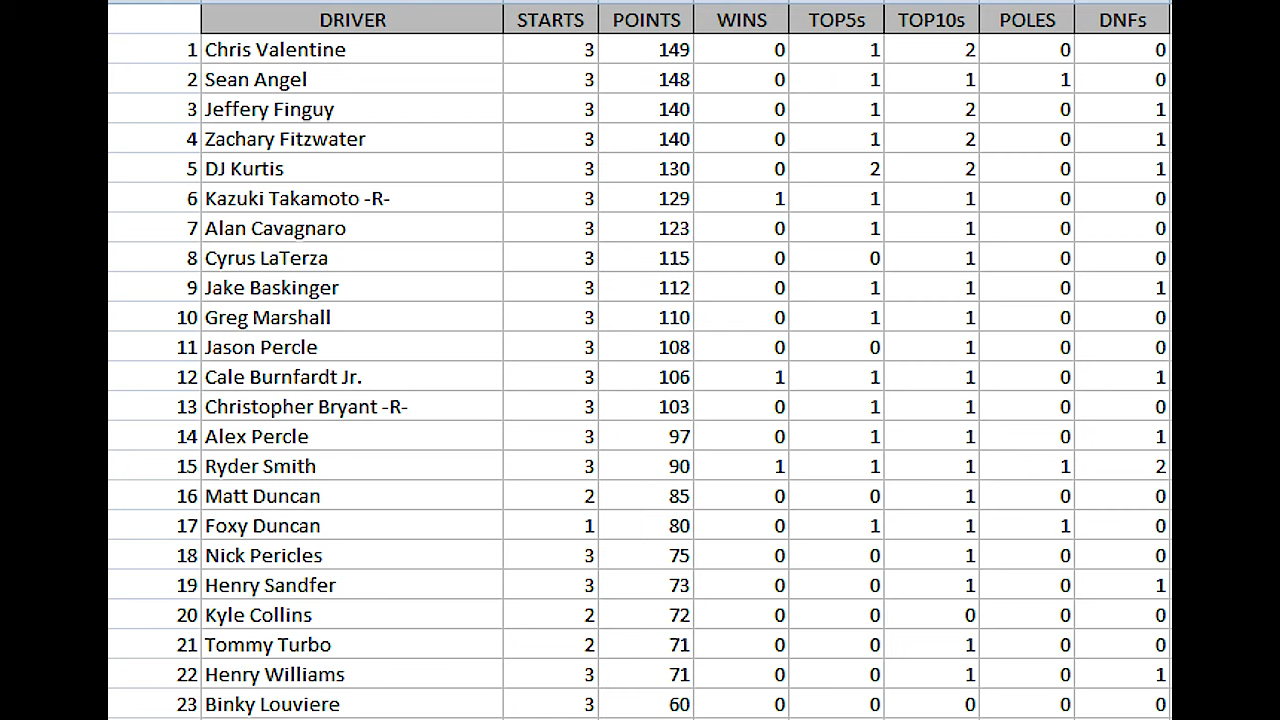 DRIVER STARTS POINTS WINS TOP5s TOP10s POLES DNFs
1 Chris Valentine 3 149 0 1 2 0 0
2 Sean Angel 3 148 0 1 1 1 0
3 Jeffery Finguy 3 140 0 1 2 0 1
4 Zachary Fitzwater 3 140 0 1 2 0 1
5 DJ Kurtis 3 130 0 2 2 0 1
6 Kazuki Takamoto -R- 3 129 1 1 1 0 0
7 Alan Cavagnaro 3 123 0 1 1 0 0
8 Cyrus LaTerza 3 115 0 0 1 0 0
9 Jake Baskinger 3 112 0 1 1 0 1
10 Greg Marshall 3 110 0 1 1 0 0
11 Jason Percle 3 108 0 0 1 0 0
12 Cale Burnfardt Jr. 3 106 1 1 1 0 1
13 Christopher Bryant -R- 3 103 0 1 1 0 0
14 Alex Percle 3 97 0 1 1 0 1
15 Ryder Smith 3 90 1 1 1 1 2
16 Matt Duncan 2 85 0 0 1 0 0
17 Foxy Duncan 1 80 0 1 1 1 0
18 Nick Pericles 3 75 0 0 1 0 0
19 Henry Sandfer 3 73 0 0 1 0 1
20 Kyle Collins 2 72 0 0 0 0 0
21 Tommy Turbo 2 71 0 0 1 0 0
22 Henry Williams 3 71 0 0 1 0 1
23 Binky Louviere 3 60 0 0 0 0 0